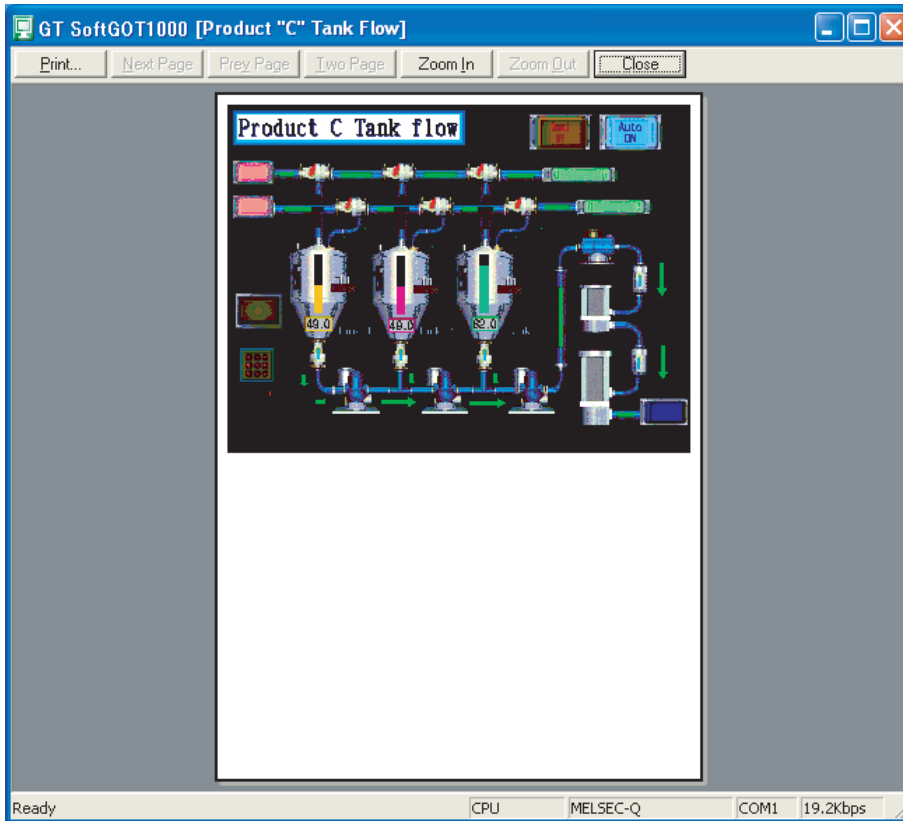 GT SoftGOT1000 [Product "C" Tank Flow]
Print... Next Page Prev Page Two Page Zoom In Zoom Out Close
Product C Tank flow
Auto
ON
49.0 49.0 62.0
Ready CPU MELSEC-Q COM1 19.2Kbps